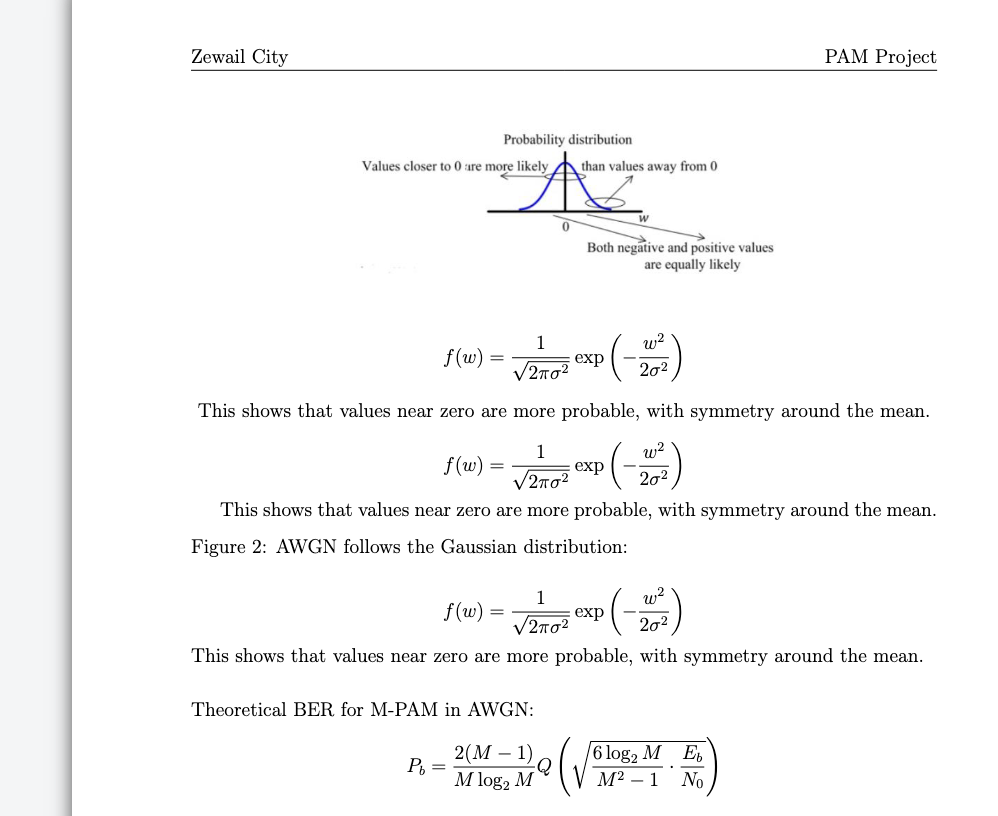 Zewail City PAM Project
Probability distribution
Values closer to 0 are more likely than values away from 0
w
0
Both negative and positive values
are equally likely
f(w) = \frac{1}{\sqrt{2\pi\sigma^2}} \exp\left(-\frac{w^2}{2\sigma^2}\right)
This shows that values near zero are more probable, with symmetry around the mean.
f(w) = \frac{1}{\sqrt{2\pi\sigma^2}} \exp\left(-\frac{w^2}{2\sigma^2}\right)
This shows that values near zero are more probable, with symmetry around the mean.
Figure 2: AWGN follows the Gaussian distribution:
f(w) = \frac{1}{\sqrt{2\pi\sigma^2}} \exp\left(-\frac{w^2}{2\sigma^2}\right)
This shows that values near zero are more probable, with symmetry around the mean.
Theoretical BER for M-PAM in AWGN:
P_b = \frac{2(M-1)}{M \log_2 M} Q\left(\sqrt{\frac{6 \log_2 M}{M^2-1} \cdot \frac{E_b}{N_0}}\right)